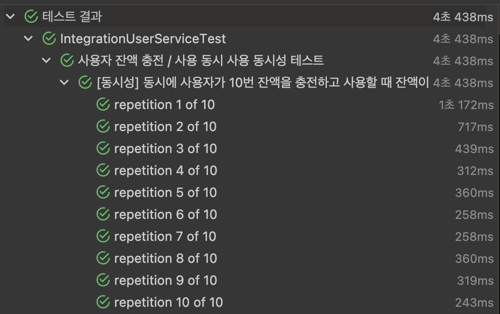 테스트 결과 4초 438ms
IntegrationUserServiceTest 4초 438ms
사용자 잔액 충전 / 사용 동시 사용 동시성 테스트 4초 438ms
[동시성] 동시에 사용자가 10번 잔액을 충전하고 사용할 때 잔액이 4초 438ms
repetition 1 of 10 1초 172ms
repetition 2 of 10 717ms
repetition 3 of 10 439ms
repetition 4 of 10 312ms
repetition 5 of 10 360ms
repetition 6 of 10 258ms
repetition 7 of 10 258ms
repetition 8 of 10 360ms
repetition 9 of 10 319ms
repetition 10 of 10 243ms